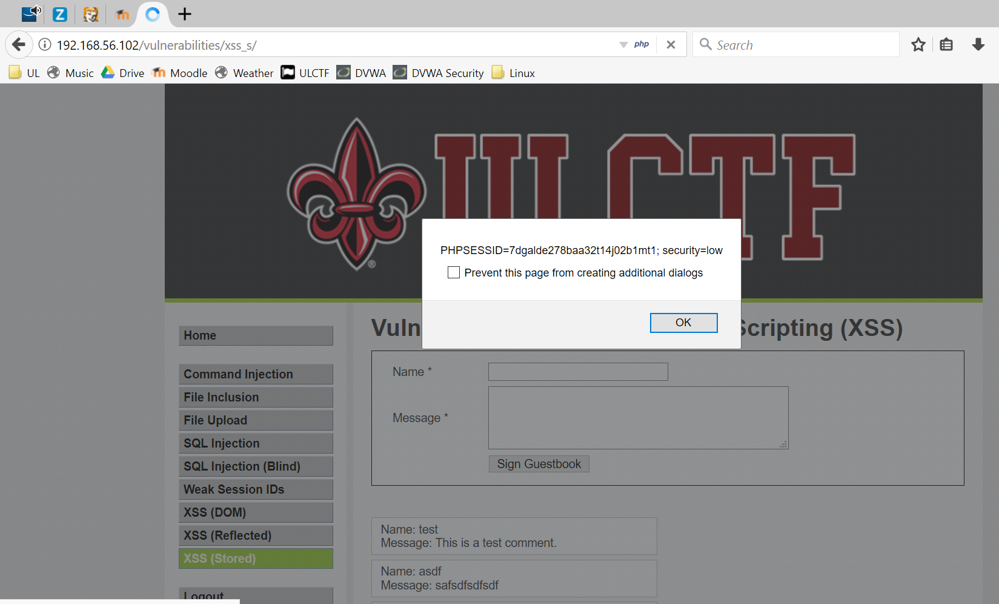 192.168.56.102/vulnerabilities/xss_s/
php
Search
UL
Music
Drive
Moodle
Weather
ULCTF
DVWA
DVWA Security
Linux
PHPSESSID=7dgalde278baa32t14j02b1mt1; security=low
Prevent this page from creating additional dialogs
OK
Vuln
Scripting (XSS)
Home
Command Injection
File Inclusion
File Upload
SQL Injection
SQL Injection (Blind)
Weak Session IDs
XSS (DOM)
XSS (Reflected)
XSS (Stored)
Logout
Name *
Message *
Sign Guestbook
Name: test
Message: This is a test comment.
Name: asdf
Message: safsdfsdfsdf